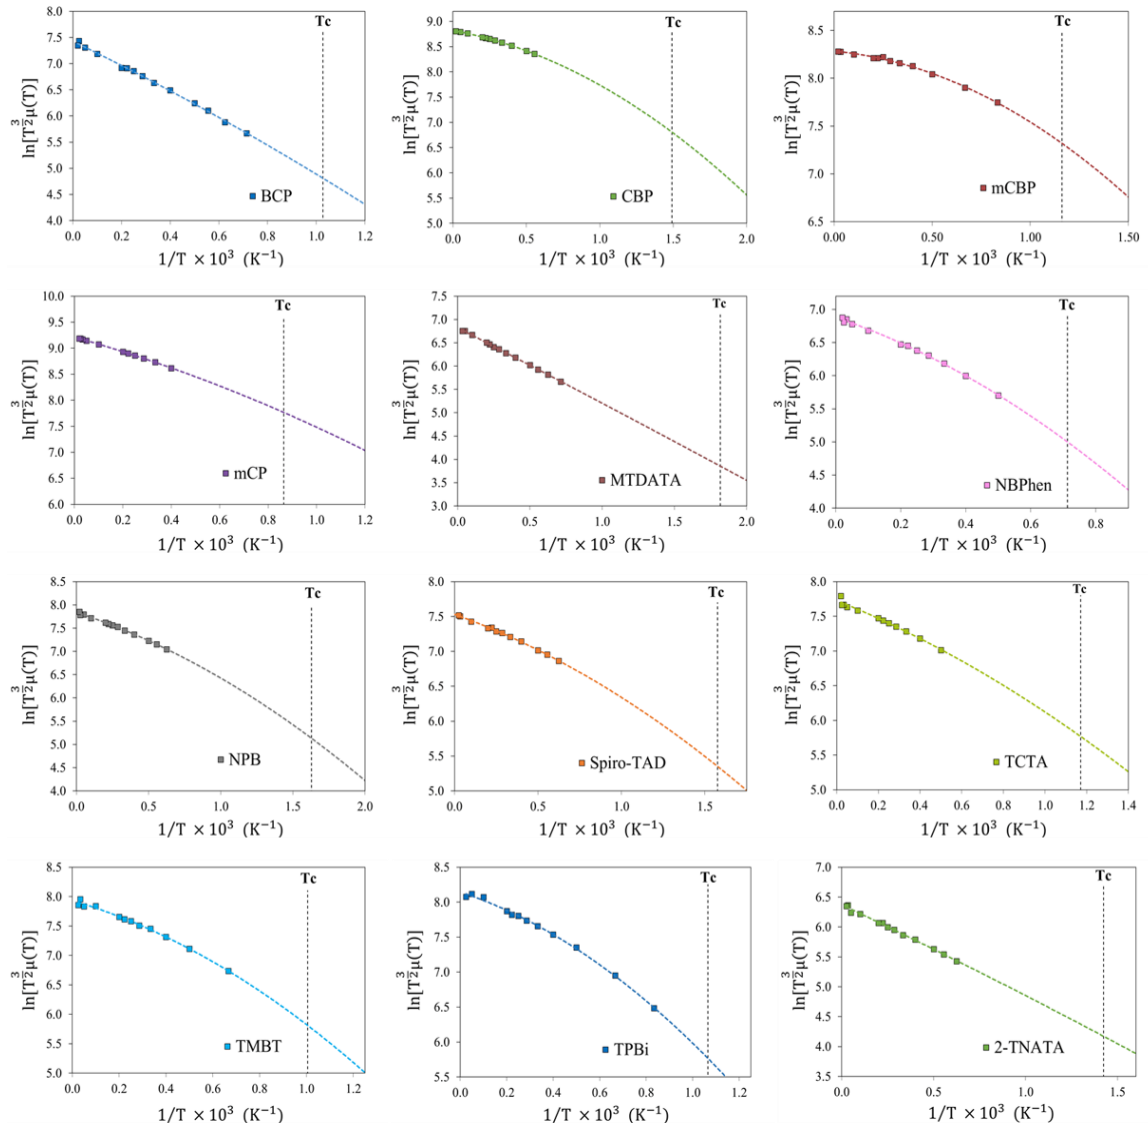 Tc
7.5
7.0
6.5
6.0
5.5
5.0
4.5
4.0
ln[T^{3/2}μ(T)]
BCP
0.0 0.2 0.4 0.6 0.8 1.0 1.2
1/T ×10³ (K⁻¹)
Tc
9.0
8.5
8.0
7.5
7.0
6.5
6.0
5.5
5.0
ln[T^{3/2}μ(T)]
CBP
0.0 0.5 1.0 1.5 2.0
1/T ×10³ (K⁻¹)
Tc
8.5
8.0
7.5
7.0
6.5
ln[T^{3/2}μ(T)]
mCBP
0.00 0.50 1.00 1.50
1/T ×10³ (K⁻¹)
Tc
10.0
9.5
9.0
8.5
8.0
7.5
7.0
6.5
6.0
ln[T^{3/2}μ(T)]
mCP
0.0 0.2 0.4 0.6 0.8 1.0 1.2
1/T ×10³ (K⁻¹)
Tc
7.5
7.0
6.5
6.0
5.5
5.0
4.5
4.0
3.5
3.0
ln[T^{3/2}μ(T)]
MTDATA
0.0 0.5 1.0 1.5 2.0
1/T ×10³ (K⁻¹)
Tc
7.0
6.5
6.0
5.5
5.0
4.5
4.0
ln[T^{3/2}μ(T)]
NBPhen
0.0 0.2 0.4 0.6 0.8
1/T ×10³ (K⁻¹)
Tc
8.5
8.0
7.5
7.0
6.5
6.0
5.5
5.0
4.5
4.0
ln[T^{3/2}μ(T)]
NPB
0.0 0.5 1.0 1.5 2.0
1/T ×10³ (K⁻¹)
Tc
8.0
7.5
7.0
6.5
6.0
5.5
5.0
ln[T^{3/2}μ(T)]
Spiro-TAD
0.0 0.5 1.0 1.5
1/T ×10³ (K⁻¹)
Tc
8.0
7.5
7.0
6.5
6.0
5.5
5.0
ln[T^{3/2}μ(T)]
TCTA
0.0 0.2 0.4 0.6 0.8 1.0 1.2 1.4
1/T ×10³ (K⁻¹)
Tc
8.5
8.0
7.5
7.0
6.5
6.0
5.5
5.0
ln[T^{3/2}μ(T)]
TMBT
0.0 0.2 0.4 0.6 0.8 1.0 1.2
1/T ×10³ (K⁻¹)
Tc
8.5
8.0
7.5
7.0
6.5
6.0
5.5
ln[T^{3/2}μ(T)]
TPBi
0.0 0.2 0.4 0.6 0.8 1.0 1.2
1/T ×10³ (K⁻¹)
Tc
7.0
6.5
6.0
5.5
5.0
4.5
4.0
3.5
ln[T^{3/2}μ(T)]
2-TNATA
0.0 0.5 1.0 1.5
1/T ×10³ (K⁻¹)